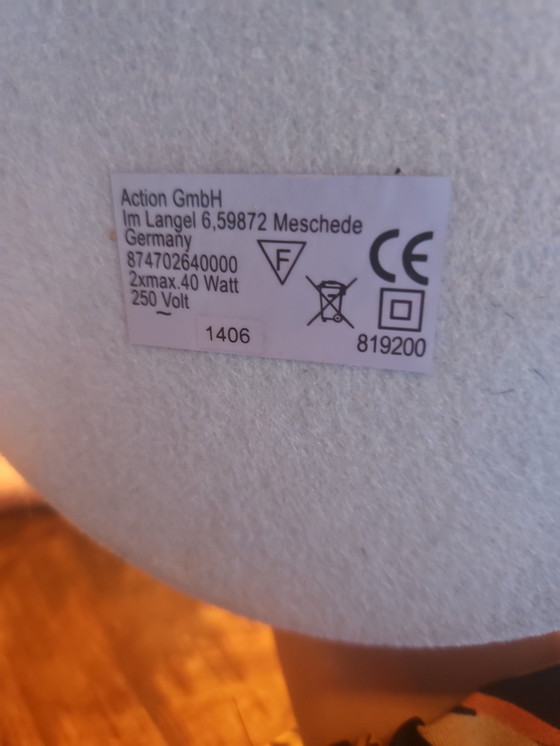 Action GmbH
Im Langel 6,59872 Meschede
Germany
874702640000
2xmax.40 Watt
250 Volt
~
F
CE
1406
819200